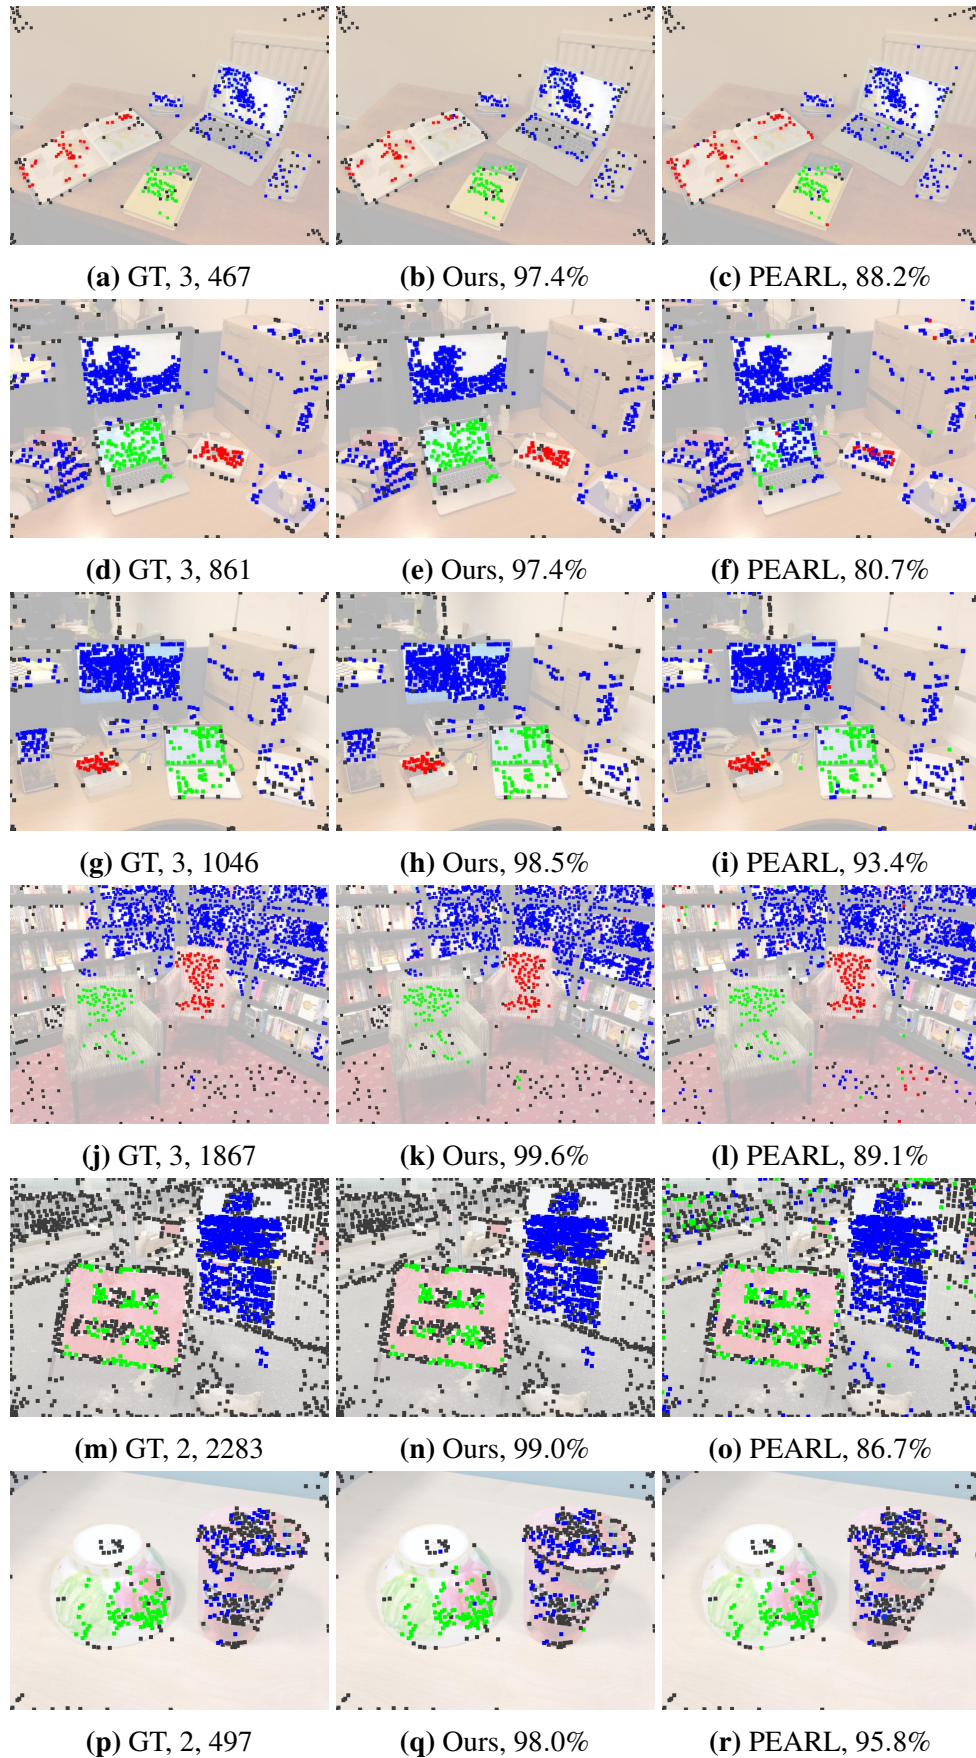 (a) GT, 3, 467
(b) Ours, 97.4%
(c) PEARL, 88.2%
(d) GT, 3, 861
(e) Ours, 97.4%
(f) PEARL, 80.7%
(g) GT, 3, 1046
(h) Ours, 98.5%
(i) PEARL, 93.4%
(j) GT, 3, 1867
(k) Ours, 99.6%
(l) PEARL, 89.1%
(m) GT, 2, 2283
(n) Ours, 99.0%
(o) PEARL, 86.7%
(p) GT, 2, 497
(q) Ours, 98.0%
(r) PEARL, 95.8%